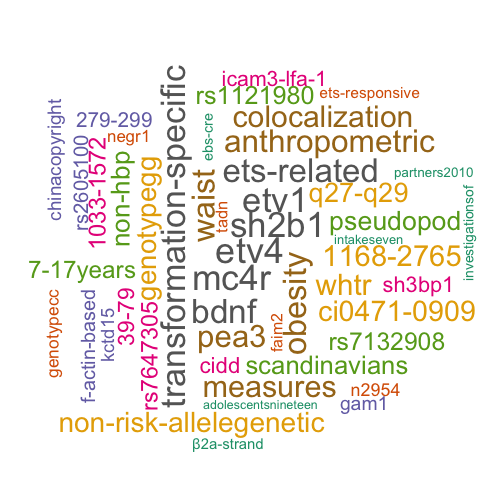 icam3-lfa-1
rs1121980
ets-responsive
279-299
colocalization
negr1
ebs-cre
anthropometric
chinacopyright
rs2605100
1033-1572
non-hbp
genotypegg
transformation-specific
waist
ets-related
partners2010
etv1
q27-q29
tadn
sh2b1
pseudopod
investigationsof
etv4
intakeseven
1168-2765
7-17years
mc4r
obesity
whtr
sh3bp1
bdnf
ci0471-0909
genotypecc
f-actin-based
kctd15
39-79
rs7647305
pea3
faim2
rs7132908
cidd
scandinavians
measures
n2954
adolescentsnineteen
gam1
non-risk-allelegenetic
β2a-strand